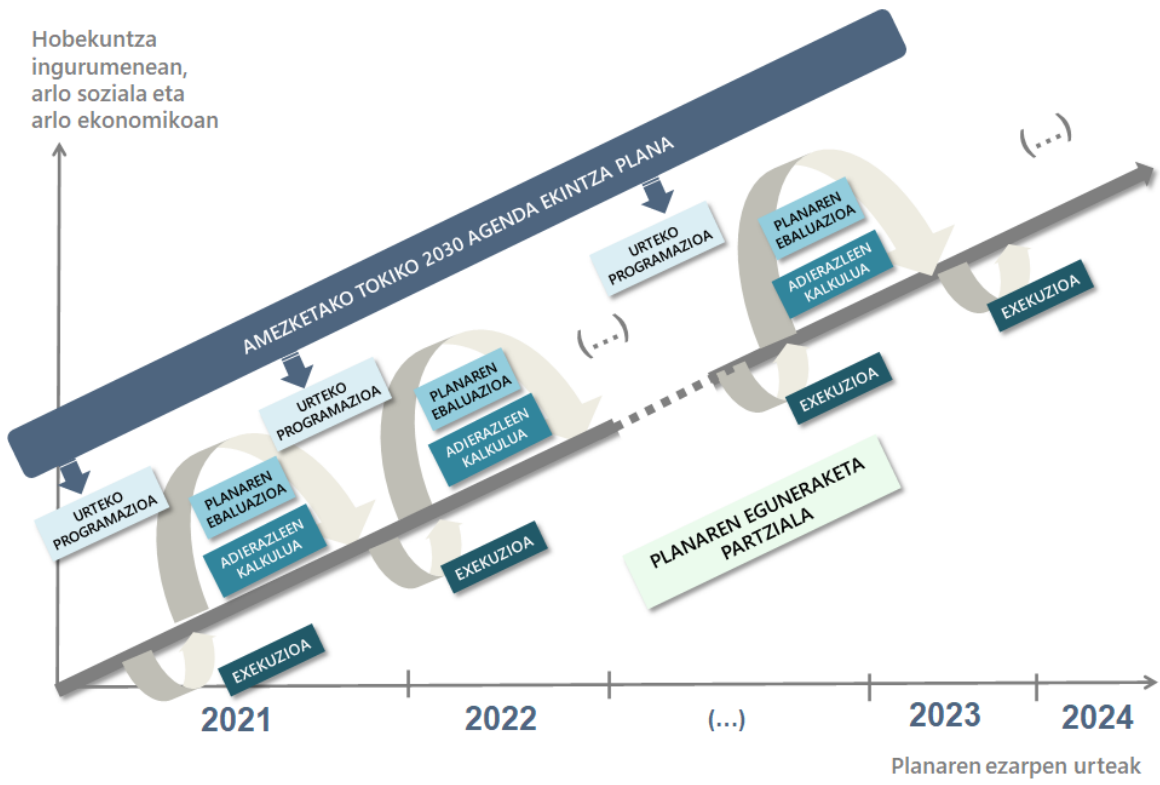 Hobekuntza
ingurumenean,
arlo soziala eta
arlo ekonomikoan
AMEZKETAKO TOKIKO 2030 AGENDA EKINTZA PLANA
URTEKO
PROGRAMAZIOA
PLANAREN
EBALUAZIOA
ADIERAZLEEN
KALKULUA
EXEKUZIOA
URTEKO
PROGRAMAZIOA
PLANAREN
EBALUAZIOA
ADIERAZLEEN
KALKULUA
EXEKUZIOA
(....)
URTEKO
PROGRAMAZIOA
PLANAREN
EBALUAZIOA
ADIERAZLEEN
KALKULUA
EXEKUZIOA
(....)
EXEKUZIOA
PLANAREN EGUNERAKETA
PARTZIALA
2021
2022
(...)
2023
2024
Planaren ezarpen urteak